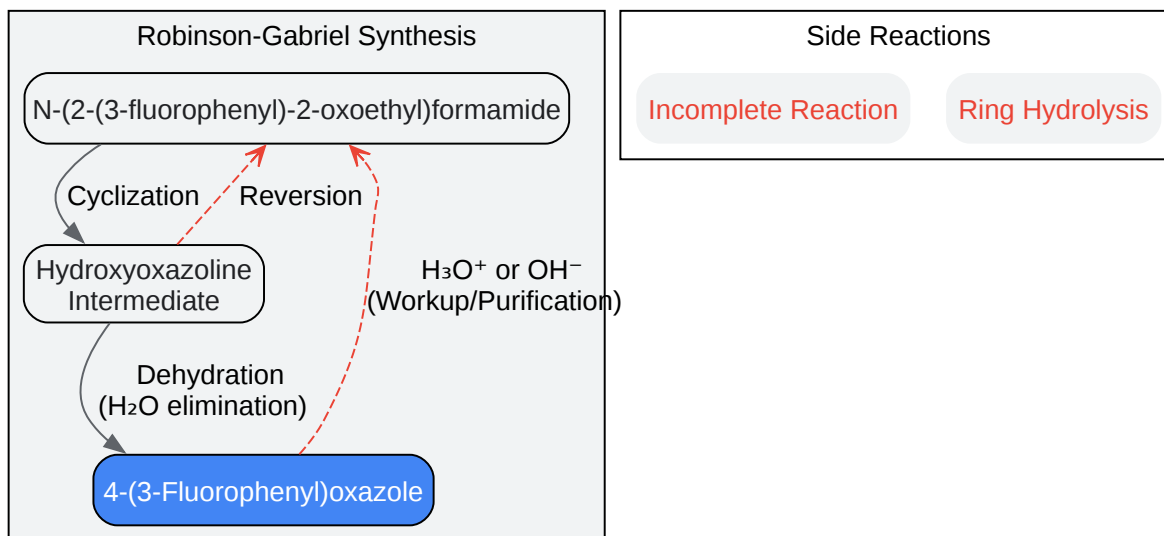 Robinson-Gabriel Synthesis
N-(2-(3-fluorophenyl)-2-oxoethyl)formamide
Cyclization
Reversion
Hydroxyoxazoline
Intermediate
H₃O⁺ or OH⁻
(Workup/Purification)
Dehydration
(H₂O elimination)
4-(3-Fluorophenyl)oxazole
Side Reactions
Incomplete Reaction
Ring Hydrolysis